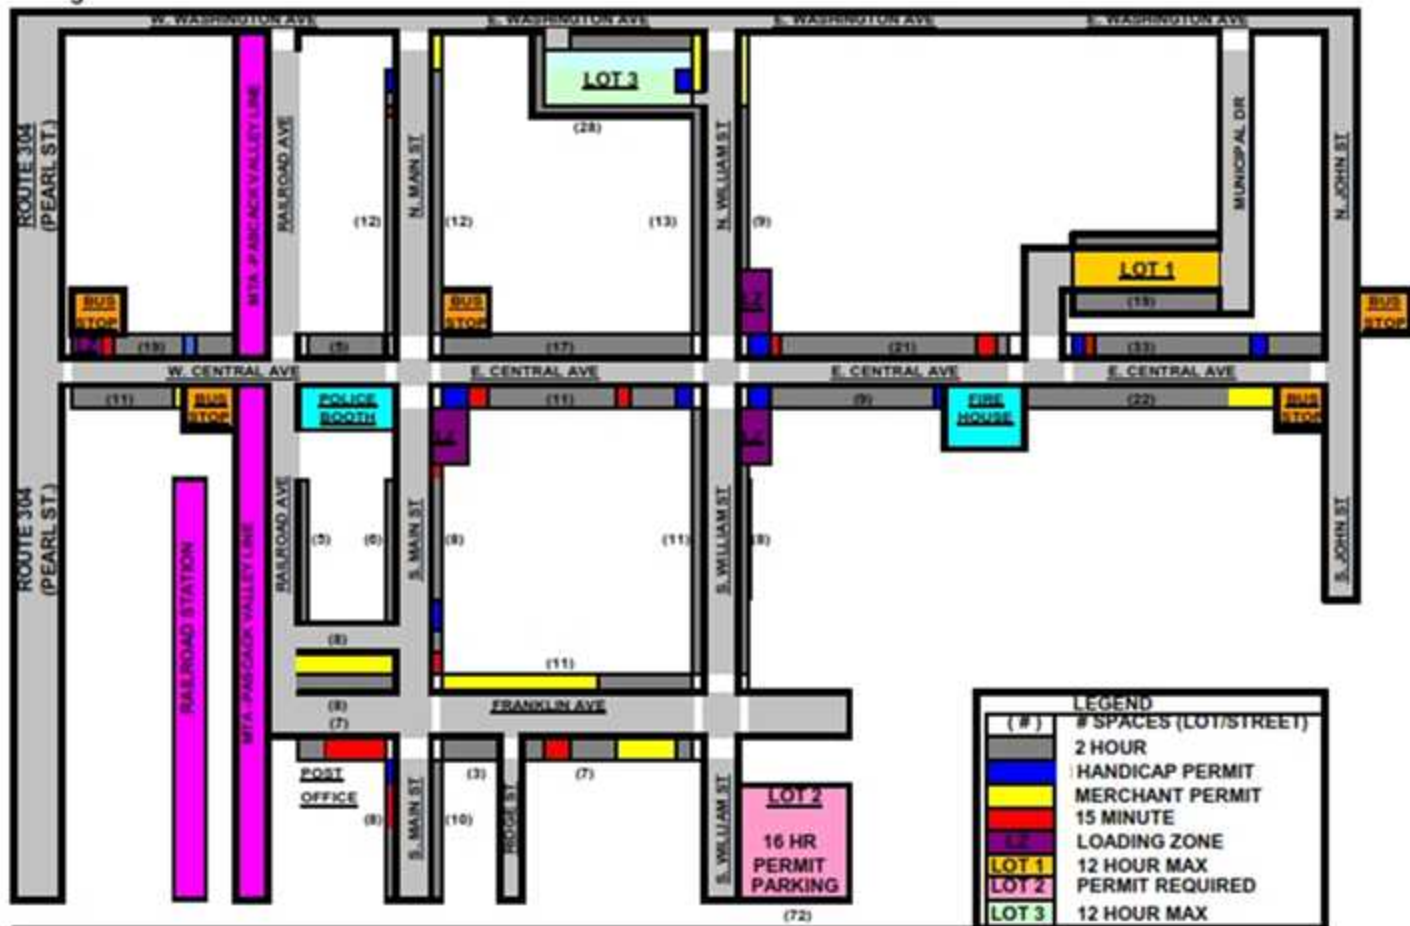 W. WASHINGTON AVE
E. WASHINGTON AVE
E. WASHINGTON AVE
E. WASHINGTON AVE
ROUTE 304
(PEARL ST.)
MTA-PASCACK VALLEY LINE
RAILROAD AVE
N. MAIN ST
N. WILLIAM ST
MUNICIPAL DR
N. JOHN ST
LOT 3
(28)
(12)
(12)
(13)
(9)
LOT 1
(19)
BUS
STOP
BUS
STOP
LZ
BUS
STOP
LZ
(19)
(5)
(17)
(21)
(33)
W. CENTRAL AVE
E. CENTRAL AVE
E. CENTRAL AVE
E. CENTRAL AVE
(11)
BUS
STOP
POLICE
BOOTH
(11)
(9)
FIRE
HOUSE
(22)
BUS
STOP
LZ
LZ
ROUTE 304
(PEARL ST.)
RAILROAD STATION
MTA-PASCACK VALLEY LINE
RAILROAD AVE
(5)
(6)
S. MAIN ST
(8)
(11)
S. WILLIAM ST
(8)
S. JOHN ST
(8)
(11)
(8)
(7)
FRANKLIN AVE
POST
OFFICE
(8)
S. MAIN ST
(10)
(3)
RIDGE ST
(7)
S. WILLIAM ST
LOT 2
16 HR
PERMIT
PARKING
(72)
LEGEND
(#) # SPACES (LOT/STREET)
2 HOUR
HANDICAP PERMIT
MERCHANT PERMIT
15 MINUTE
LZ LOADING ZONE
LOT 1 12 HOUR MAX
LOT 2 PERMIT REQUIRED
LOT 3 12 HOUR MAX